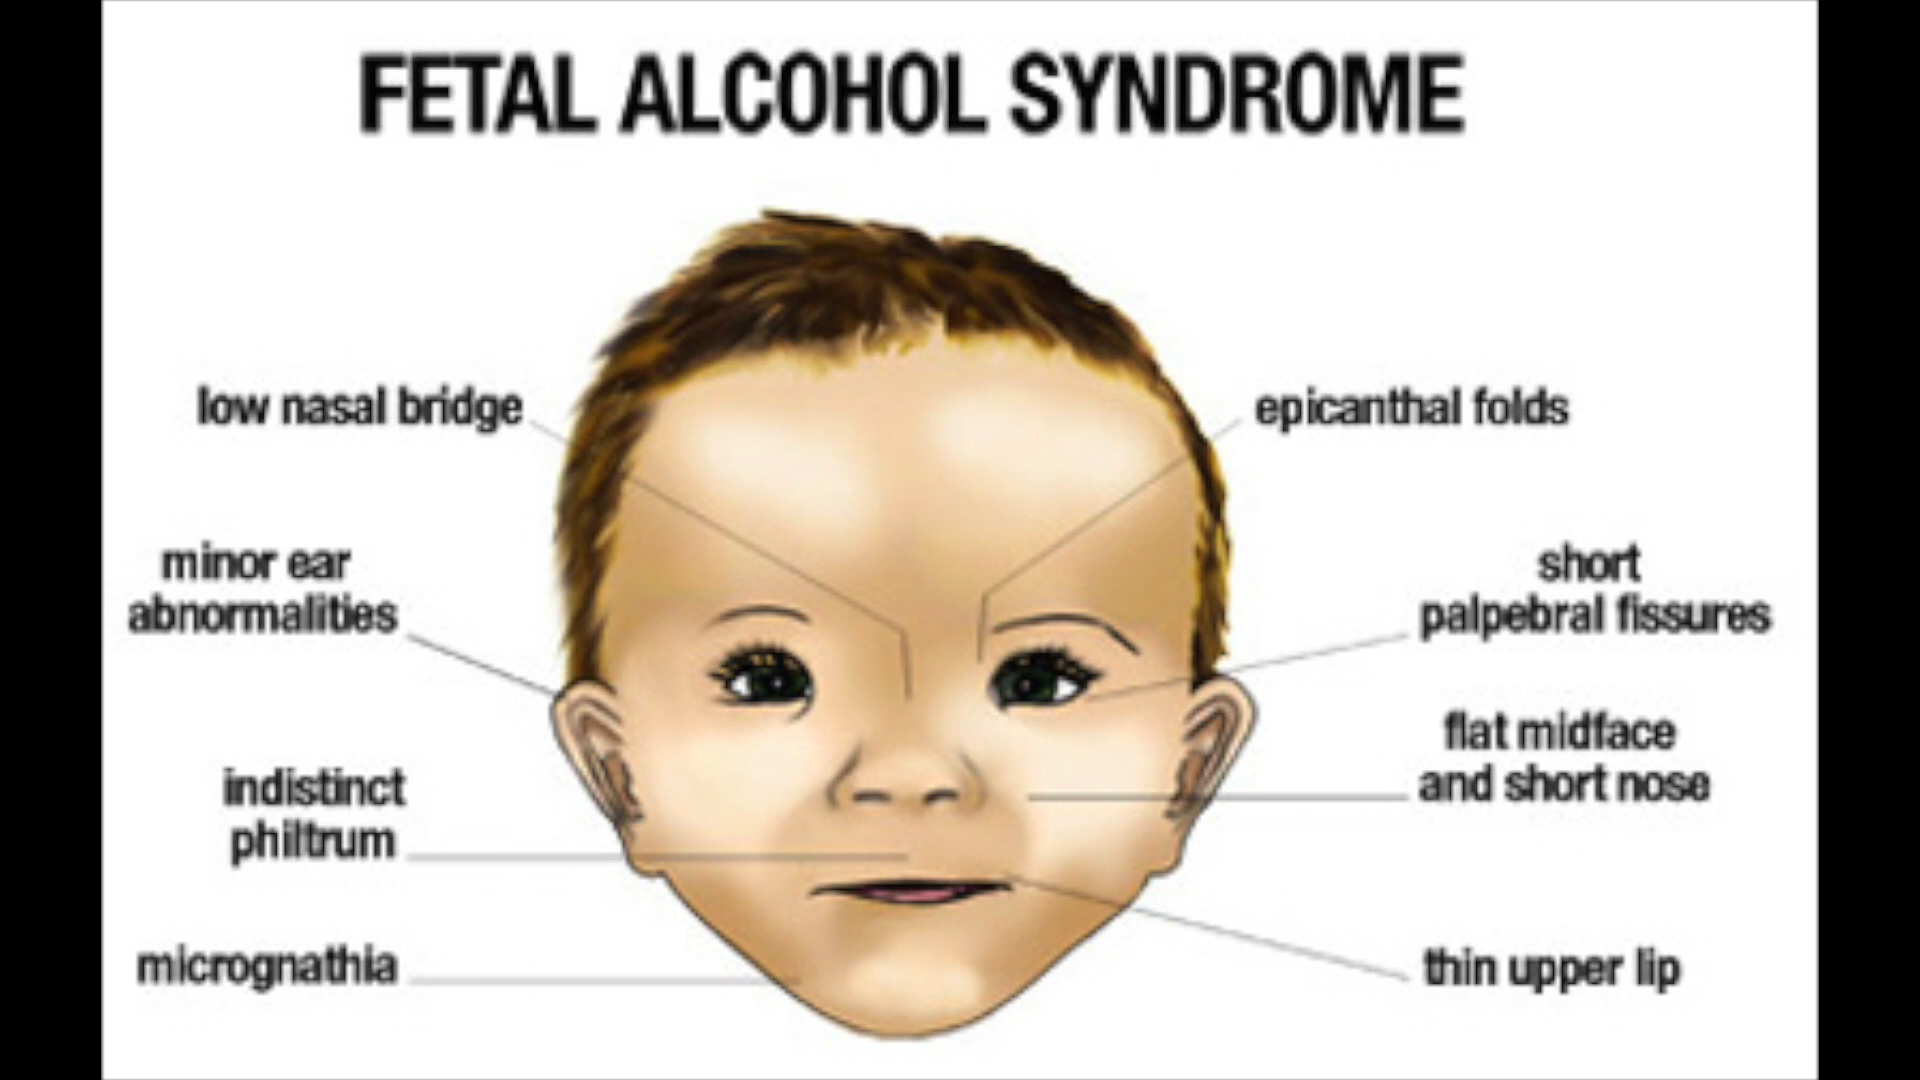 FETAL ALCOHOL SYNDROME
low nasal bridge
epicanthal folds
minor ear
abnormalities
short
palpebral fissures
flat midface
and short nose
indistinct
philtrum
micrognathia
thin upper lip